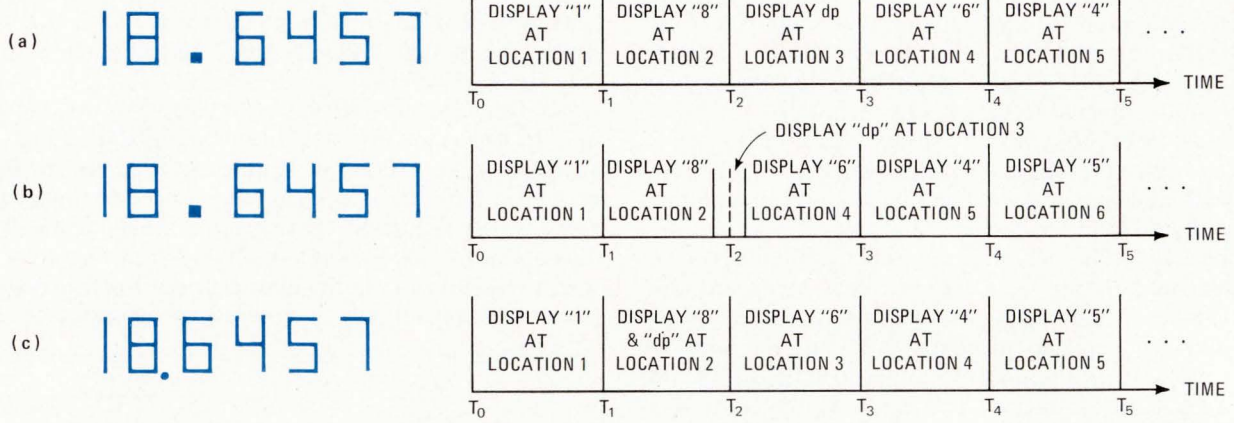 (a) 18.6457
DISPLAY "1" DISPLAY "8" DISPLAY dp DISPLAY "6" DISPLAY "4"
AT AT AT AT AT . . .
LOCATION 1 LOCATION 2 LOCATION 3 LOCATION 4 LOCATION 5
TIME
T0 T1 T2 T3 T4 T5
DISPLAY "dp" AT LOCATION 3
(b) 18.6457
DISPLAY "1" DISPLAY "8" DISPLAY "6" DISPLAY "4" DISPLAY "5"
AT AT AT AT AT . . .
LOCATION 1 LOCATION 2 LOCATION 4 LOCATION 5 LOCATION 6
TIME
T0 T1 T2 T3 T4 T5
(c) 18.6457
DISPLAY "1" DISPLAY "8" DISPLAY "6" DISPLAY "4" DISPLAY "5"
AT & "dp" AT AT AT AT . . .
LOCATION 1 LOCATION 2 LOCATION 3 LOCATION 4 LOCATION 5
TIME
T0 T1 T2 T3 T4 T5